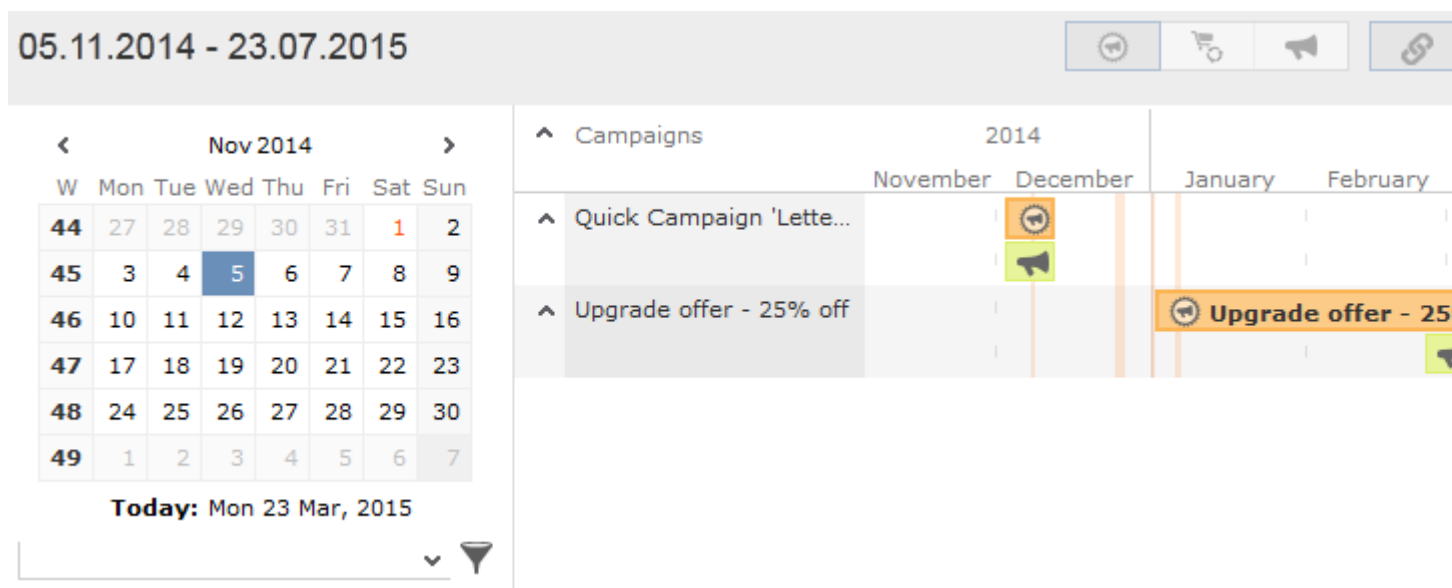 05.11.2014 - 23.07.2015
Nov 2014
W Mon Tue Wed Thu Fri Sat Sun
44 27 28 29 30 31 1 2
45 3 4 5 6 7 8 9
46 10 11 12 13 14 15 16
47 17 18 19 20 21 22 23
48 24 25 26 27 28 29 30
49 1 2 3 4 5 6 7
Today: Mon 23 Mar, 2015
Campaigns 2014
November December January February
Quick Campaign 'Lette...
Upgrade offer - 25% off
Upgrade offer - 25